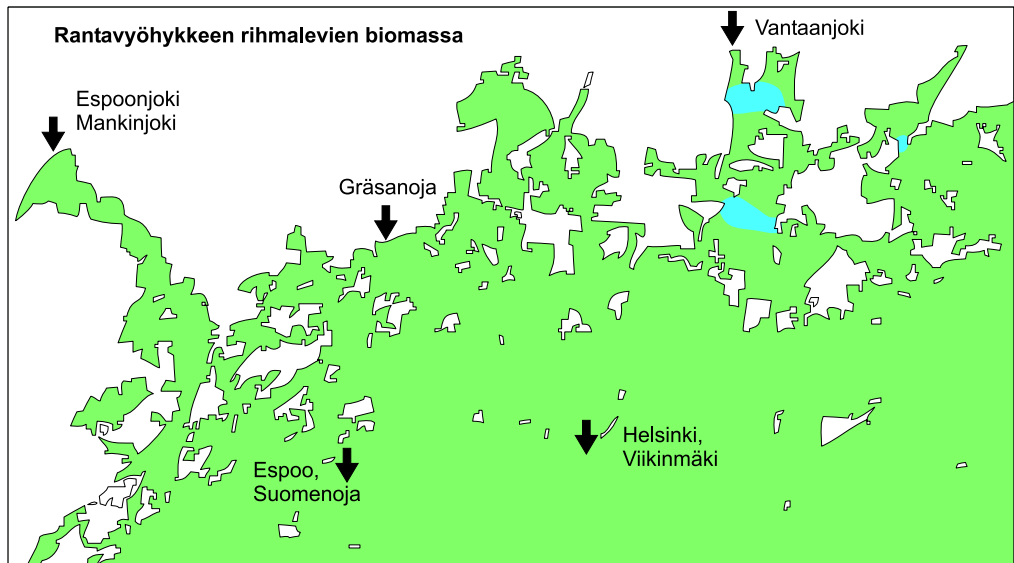 Rantavyöhykkeen rihmalevien biomassa
Vantaanjoki
Espoonjoki
Mankinjoki
Gräsanoja
Helsinki,
Viikinmäki
Espoo,
Suomenoja